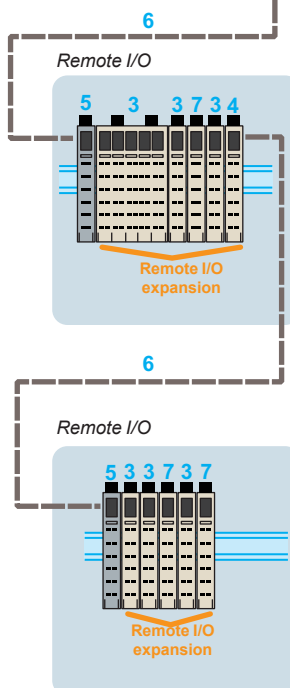 6
Remote I/O
5 3 3 7 3 4
Remote I/O
expansion
6
Remote I/O
5 3 3 7 3 7
Remote I/O
expansion